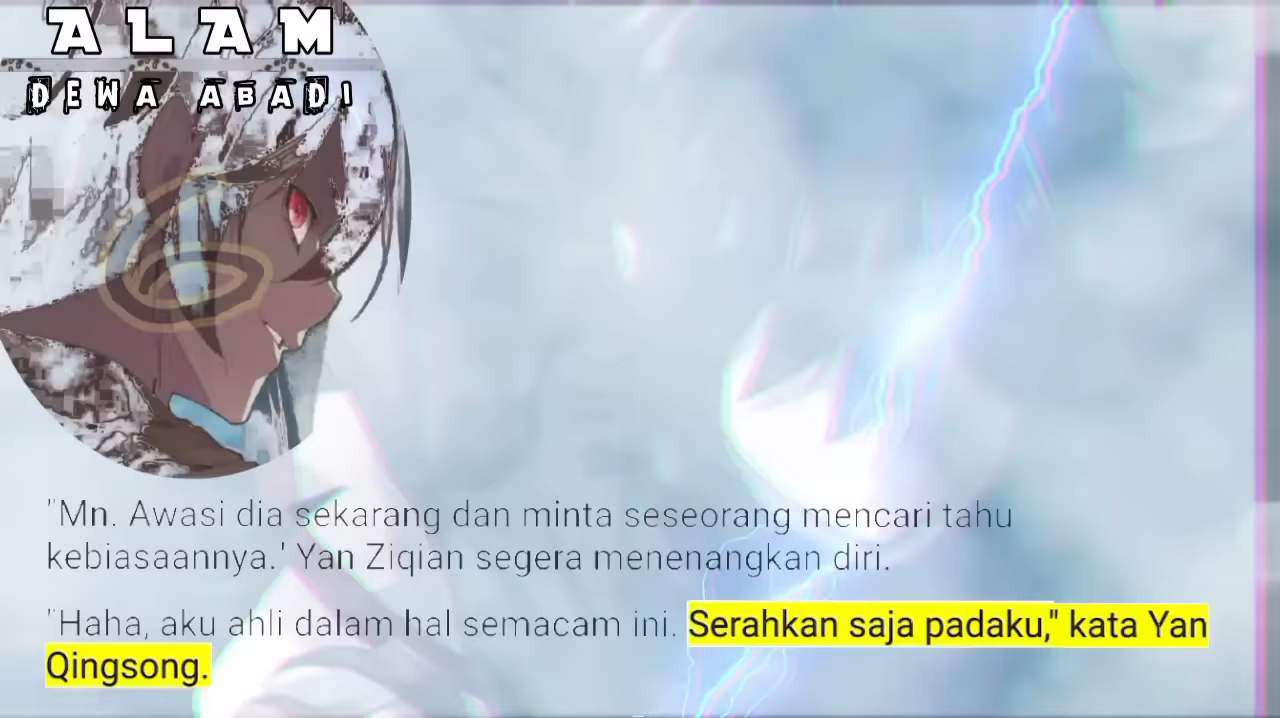 ALAM
DEWA ABADI
"Mn. Awasi dia sekarang dan minta seseorang mencari tahu
kebiasaannya.' Yan Ziqian segera menenangkan diri.
"Haha, aku ahli dalam hal semacam ini. Serahkan saja padaku," kata Yan
Qingsong.